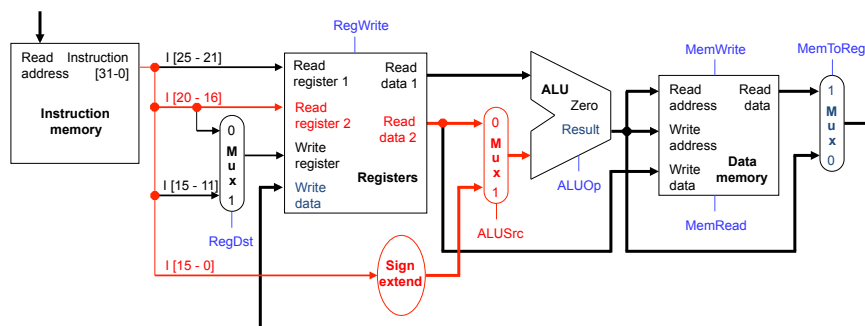 RegWrite
MemWrite
MemToReg
Read Instruction
address [31-0]
Instruction
memory
I [25 - 21]
I [20 - 16]
I [15 - 11]
I [15 - 0]
0
M
u
x
1
RegDst
Read
register 1
Read
data 1
Read
register 2
Read
data 2
Write
register
Write
data
Registers
Sign
extend
0
M
u
x
1
ALUSrc
ALU
Zero
Result
ALUOp
Read
address
Read
data
Write
address
Write
data
Data
memory
MemRead
1
M
u
x
0